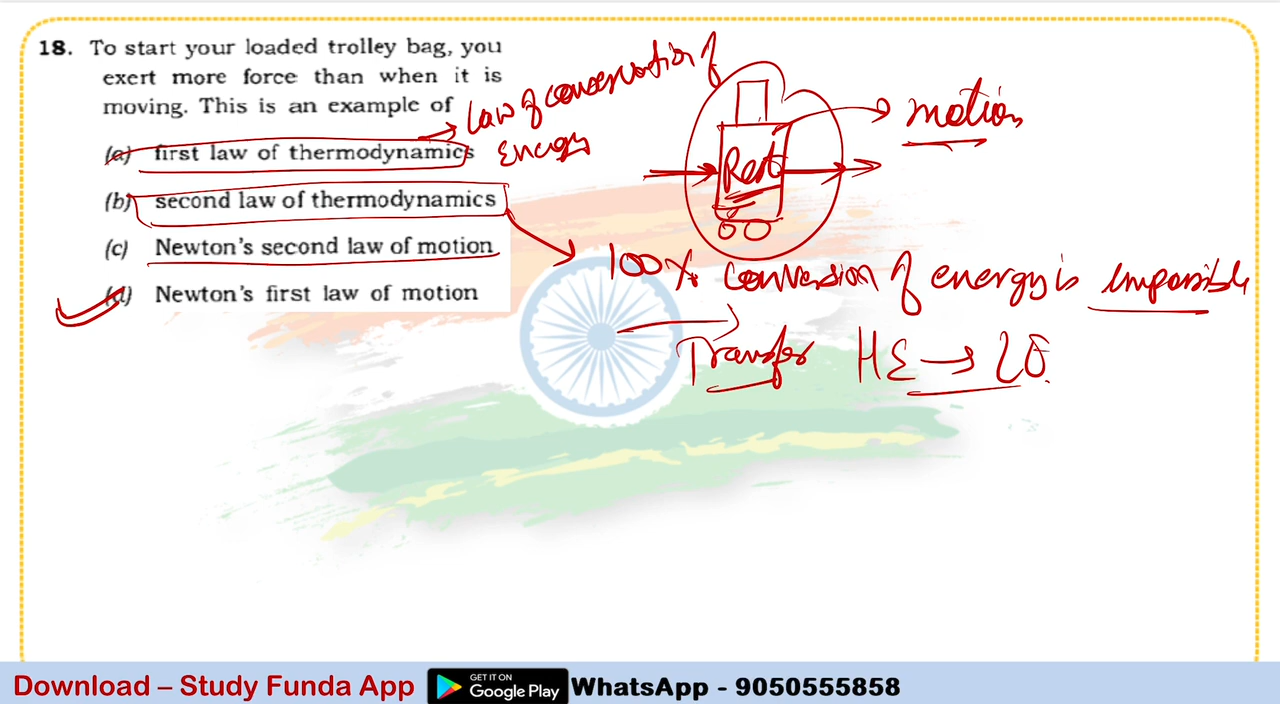 18. To start your loaded trolley bag, you
exert more force than when it is
moving. This is an example of
(a) first law of thermodynamics
(b) second law of thermodynamics
(c) Newton's second law of motion
(d) Newton's first law of motion
Law of conservation of
Energy
Rest
motion
100% conversion of energy is impossible
Transfer HE → LE
Download – Study Funda App
GET IT ON
Google Play
WhatsApp - 9050555858